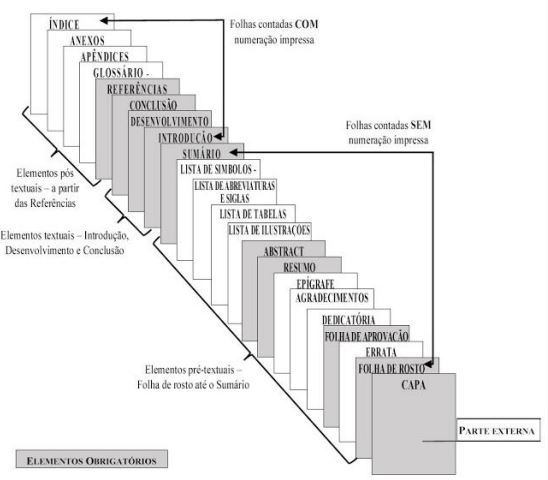 ÍNDICE
ANEXOS
APÊNDICES
GLOSSÁRIO -
REFERÊNCIAS
CONCLUSÃO
DESENVOLVIMENTO
INTRODUÇÃO
SUMÁRIO
LISTA DE SIMBOLOS -
LISTA DE ABREVIATURAS
E SIGLAS
LISTA DE TABELAS
LISTA DE ILUSTRAÇÕES
ABSTRACT
RESUMO
EPÍGRAFE
AGRADECIMENTOS
DEDICATÓRIA
FOLHA DE APROVAÇÃO
ERRATA
FOLHA DE ROSTO
CAPA
Folhas contadas COM
numeração impressa
Folhas contadas SEM
numeração impressa
Elementos pós
textuais – a partir
das Referências
Elementos textuais – Introdução,
Desenvolvimento e Conclusão
Elementos pré-textuais –
Folha de rosto até o Sumário
PARTE EXTERNA
ELEMENTOS OBRIGATÓRIOS